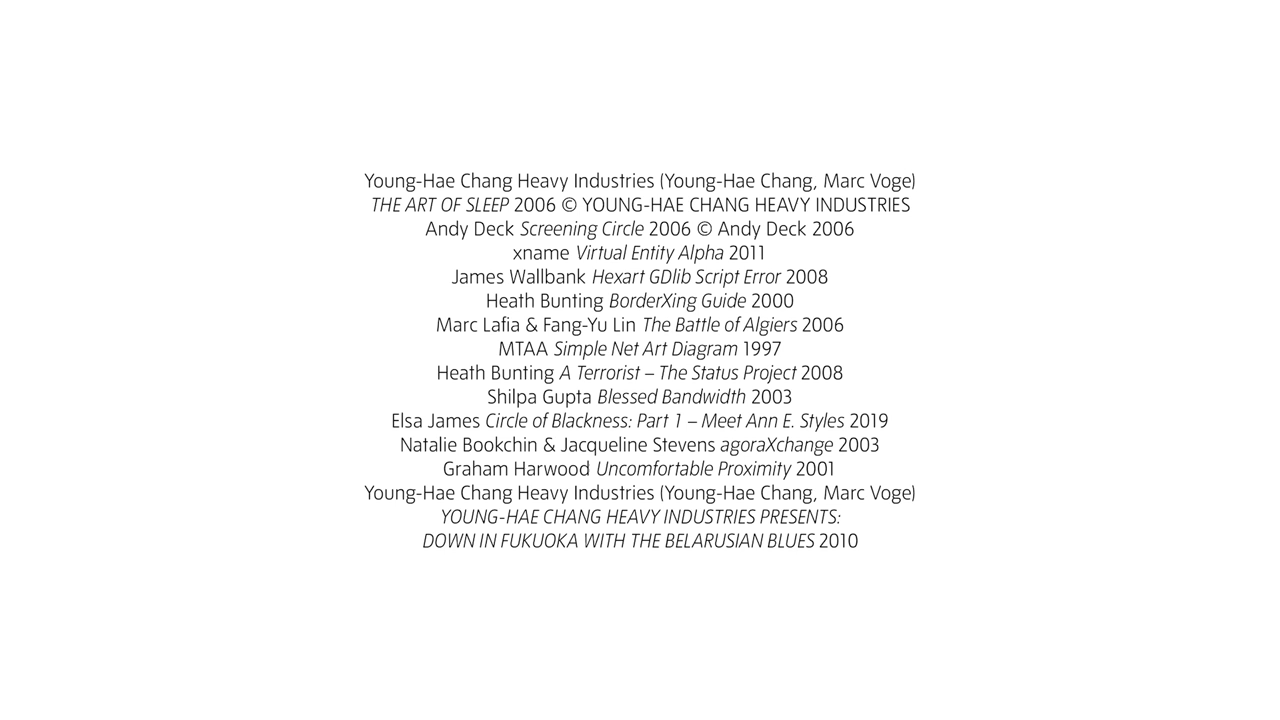 Young-Hae Chang Heavy Industries (Young-Hae Chang, Marc Voge)
THE ART OF SLEEP 2006 © YOUNG-HAE CHANG HEAVY INDUSTRIES
Andy Deck Screening Circle 2006 © Andy Deck 2006
xname Virtual Entity Alpha 2011
James Wallbank Hexart GDlib Script Error 2008
Heath Bunting BorderXing Guide 2000
Marc Lafia & Fang-Yu Lin The Battle of Algiers 2006
MTAA Simple Net Art Diagram 1997
Heath Bunting A Terrorist – The Status Project 2008
Shilpa Gupta Blessed Bandwidth 2003
Elsa James Circle of Blackness: Part 1 – Meet Ann E. Styles 2019
Natalie Bookchin & Jacqueline Stevens agoraXchange 2003
Graham Harwood Uncomfortable Proximity 2001
Young-Hae Chang Heavy Industries (Young-Hae Chang, Marc Voge)
YOUNG-HAE CHANG HEAVY INDUSTRIES PRESENTS:
DOWN IN FUKUOKA WITH THE BELARUSIAN BLUES 2010